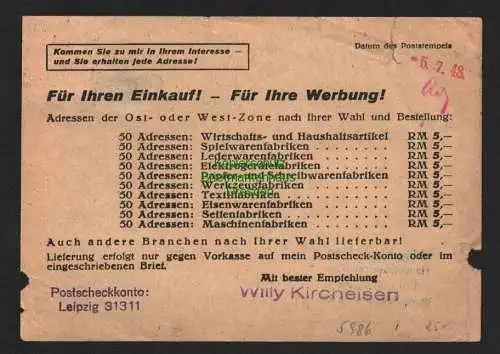 Kommen Sie zu mir in Ihrem Interesse —
und Sie erhalten jede Adresse!
Datum des Poststempels
-6. 7. 48
Für Ihren Einkauf! - Für Ihre Werbung!
Adressen der Ost- oder West-Zone nach Ihrer Wahl und Bestellung:
50 Adressen: Wirtschafts- und Haushaltsartikel RM 5,—
50 Adressen: Spielwarenfabriken . . . . . . . RM 5,—
50 Adressen: Lederwarenfabriken . . . . . . . RM 5,—
50 Adressen: Elektrogerätefabriken . . . . . . RM 5,—
50 Adressen: Papier- und Schreibwarenfabriken RM 5,—
50 Adressen: Werkzeugfabriken . . . . . . . RM 5,—
50 Adressen: Textilfabriken . . . . . . . . RM 5,—
50 Adressen: Eisenwarenfabriken . . . . . . . RM 5,—
50 Adressen: Seifenfabriken . . . . . . . . RM 5,—
50 Adressen: Maschinenfabriken . . . . . . . RM 5,—
Auch andere Branchen nach Ihrer Wahl lieferbar!
Lieferung erfolgt nur gegen Vorkasse auf mein Postscheck-Konto oder im
eingeschriebenen Brief.
Mit bester Empfehlung
Postscheckkonto:
Leipzig 31311
Willy Kircheisen
5986
25-